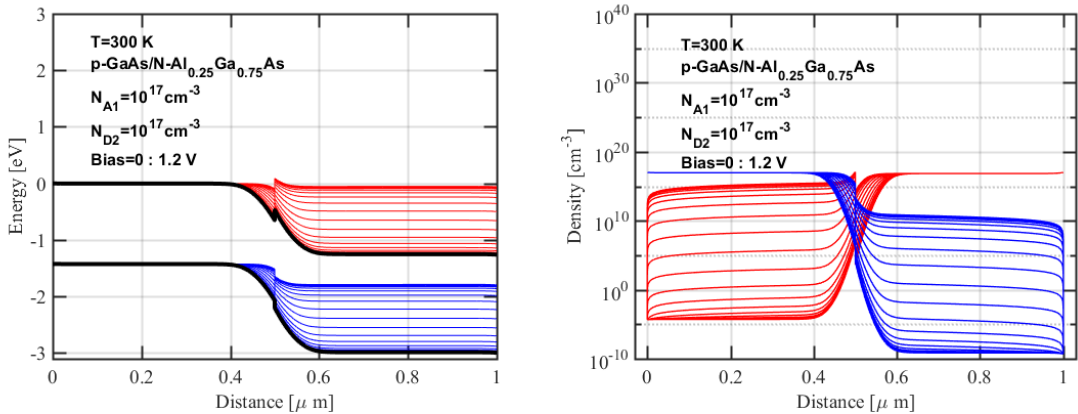 3
2
1
0
-1
-2
-3
Energy [eV]
T=300 K
p-GaAs/N-Al0.25Ga0.75As
NA1=10^17cm^-3
ND2=10^17cm^-3
Bias=0 : 1.2 V
0 0.2 0.4 0.6 0.8 1
Distance [μ m]
10^40
10^30
10^20
10^10
10^0
10^-10
Density [cm^-3]
T=300 K
p-GaAs/N-Al0.25Ga0.75As
NA1=10^17cm^-3
ND2=10^17cm^-3
Bias=0 : 1.2 V
0 0.2 0.4 0.6 0.8 1
Distance [μ m]